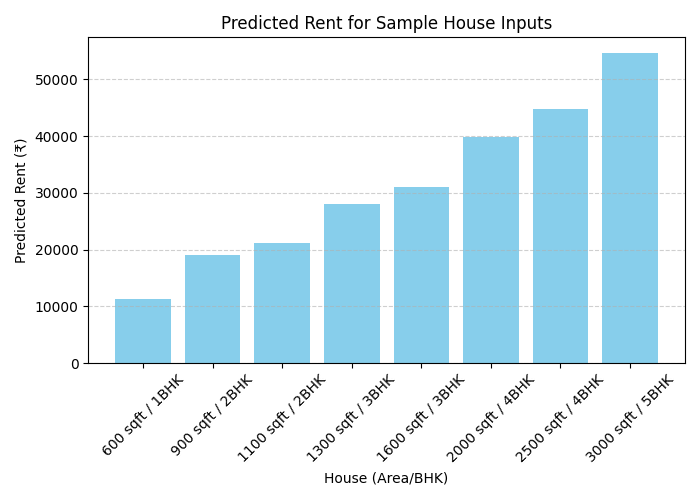 Predicted Rent for Sample House Inputs
Predicted Rent (₹)
50000
40000
30000
20000
10000
0
600 sqft / 1BHK
900 sqft / 2BHK
1100 sqft / 2BHK
1300 sqft / 3BHK
1600 sqft / 3BHK
2000 sqft / 4BHK
2500 sqft / 4BHK
3000 sqft / 5BHK
House (Area/BHK)